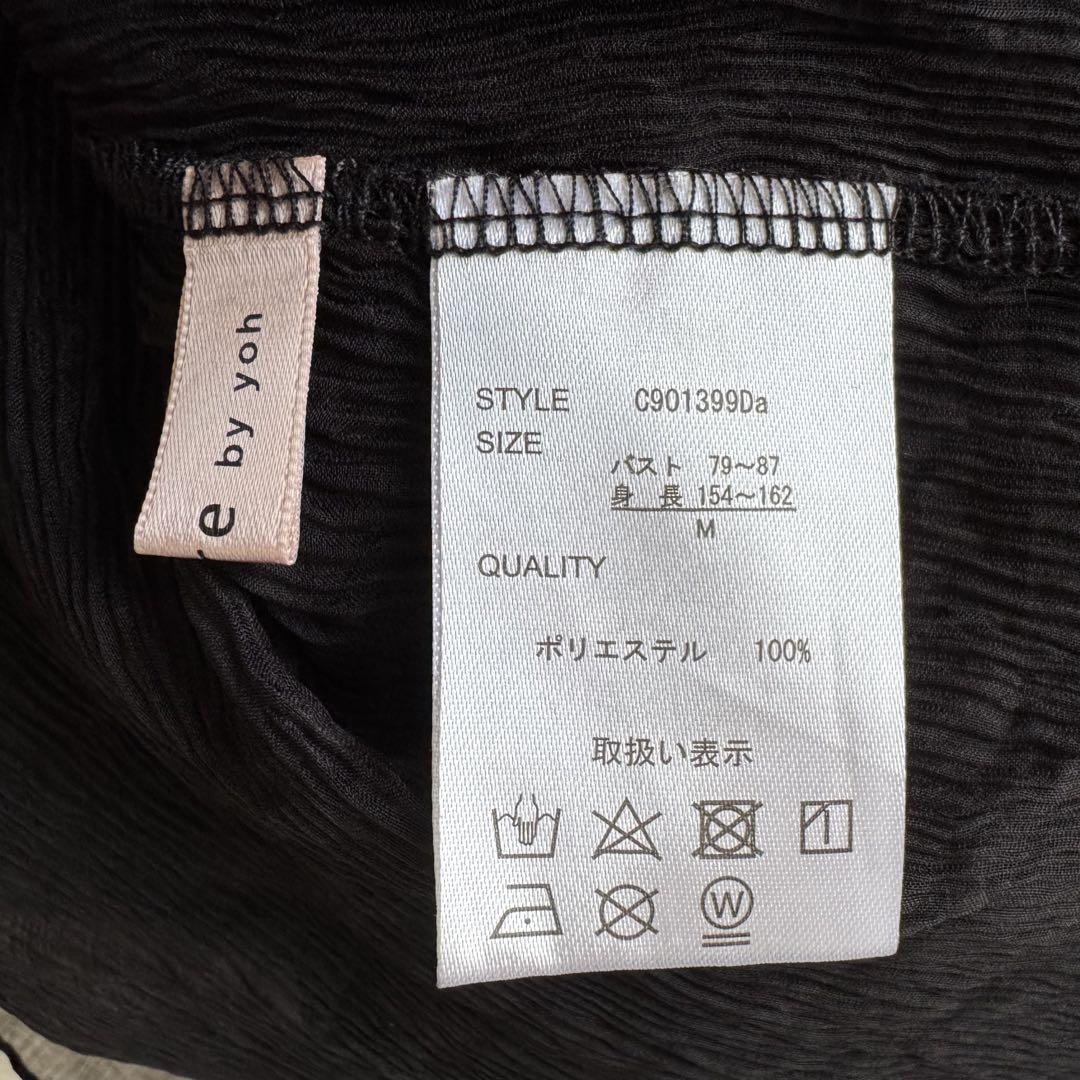 by yoh
STYLE C901399Da
SIZE
バスト 79～87
身 長 154～162
M
QUALITY
ポリエステル 100%
取扱い表示
W